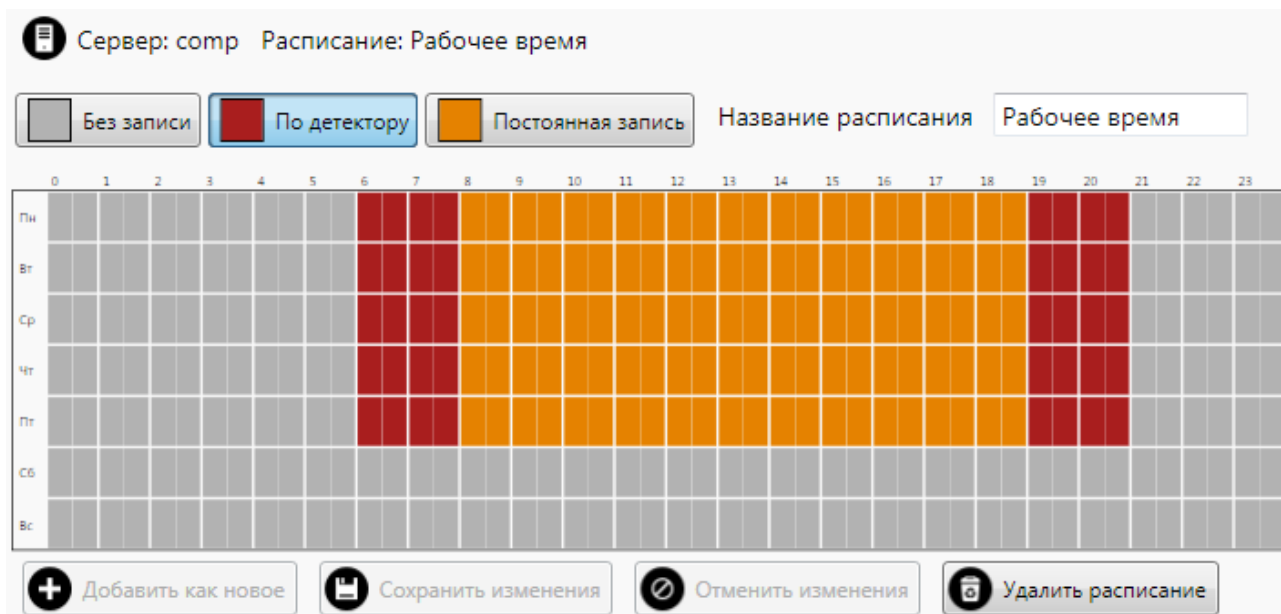 Сервер: comp Расписание: Рабочее время
Без записи По детектору Постоянная запись Название расписания Рабочее время
0 1 2 3 4 5 6 7 8 9 10 11 12 13 14 15 16 17 18 19 20 21 22 23
Пн
Вт
Ср
Чт
Пт
Сб
Вс
Добавить как новое Сохранить изменения Отменить изменения Удалить расписание